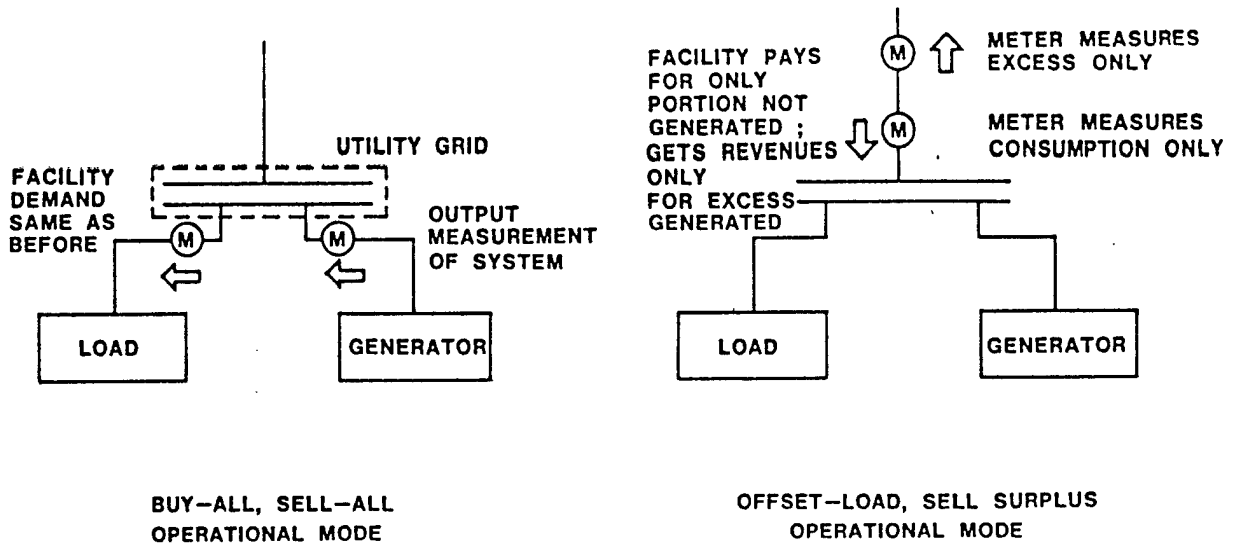 UTILITY GRID
FACILITY
DEMAND
SAME AS
BEFORE
M
M
OUTPUT
MEASUREMENT
OF SYSTEM
LOAD
GENERATOR
BUY-ALL, SELL-ALL
OPERATIONAL MODE
FACILITY PAYS
FOR ONLY
PORTION NOT
GENERATED ;
GETS REVENUES
ONLY
FOR EXCESS
GENERATED
M
METER MEASURES
EXCESS ONLY
M
METER MEASURES
CONSUMPTION ONLY
LOAD
GENERATOR
OFFSET-LOAD, SELL SURPLUS
OPERATIONAL MODE